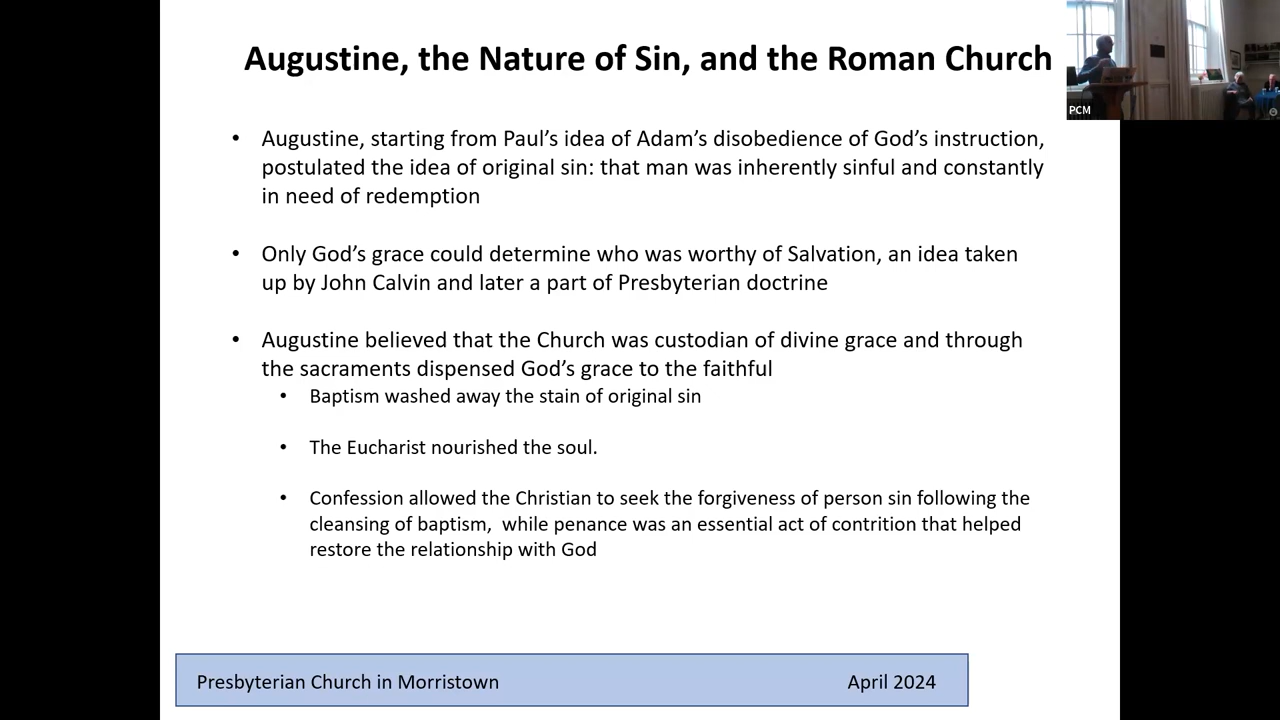 Augustine, the Nature of Sin, and the Roman Church
PCM
• Augustine, starting from Paul’s idea of Adam’s disobedience of God’s instruction,
postulated the idea of original sin: that man was inherently sinful and constantly
in need of redemption
• Only God’s grace could determine who was worthy of Salvation, an idea taken
up by John Calvin and later a part of Presbyterian doctrine
• Augustine believed that the Church was custodian of divine grace and through
the sacraments dispensed God’s grace to the faithful
• Baptism washed away the stain of original sin
• The Eucharist nourished the soul.
• Confession allowed the Christian to seek the forgiveness of person sin following the
cleansing of baptism,  while penance was an essential act of contrition that helped
restore the relationship with God
Presbyterian Church in Morristown April 2024